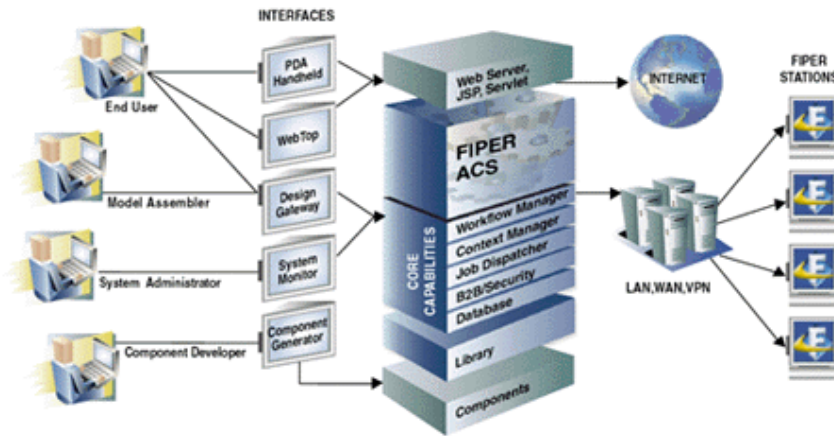 INTERFACES
PDA
Handheld
End User
WebTop
Model Assembler
Design
Gateway
System Administrator
System
Monitor
Component Developer
Component
Generator
Web Server,
JSP, Servlet
FIPER
ACS
CORE
CAPABILITIES
Workflow Manager
Context Manager
Job Dispatcher
B2B/Security
Database
Library
Components
INTERNET
LAN,WAN,VPN
FIPER
STATIONS
F
F
F
F